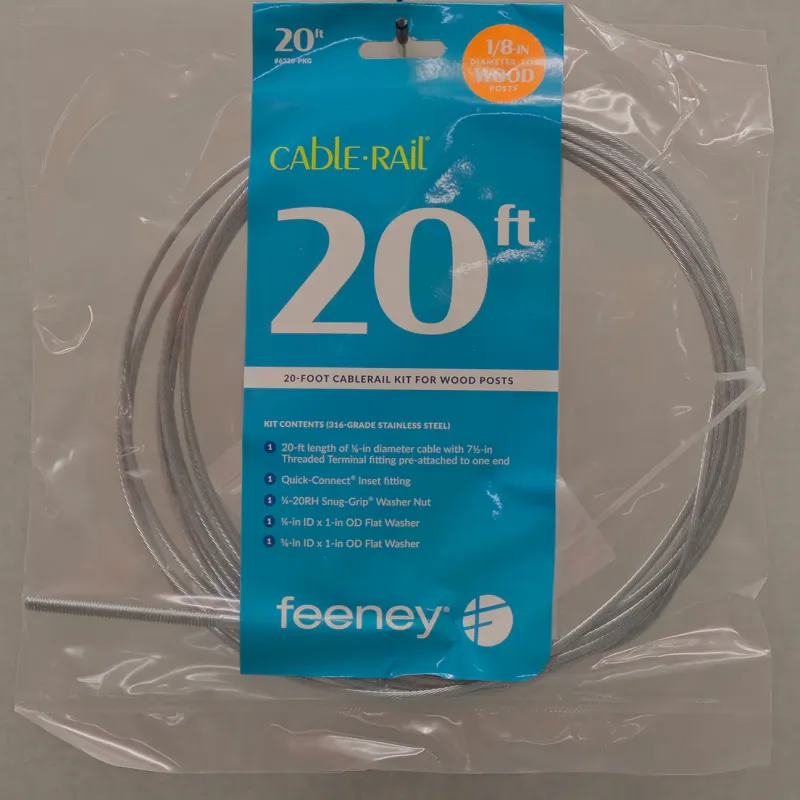 20ft
#6320-PKG
1/8-IN
DIAMETER FOR
WOOD
POSTS
CABLE·RAIL®
20ft
20-FOOT CABLERAIL KIT FOR WOOD POSTS
KIT CONTENTS (316-GRADE STAINLESS STEEL)
1 20-ft length of ⅛-in diameter cable with 7½-in
Threaded Terminal fitting pre-attached to one end
1 Quick-Connect® Inset fitting
1 ¼-20RH Snug-Grip® Washer Nut
1 ¼-in ID x 1-in OD Flat Washer
1 ⅜-in ID x 1-in OD Flat Washer
feeney®